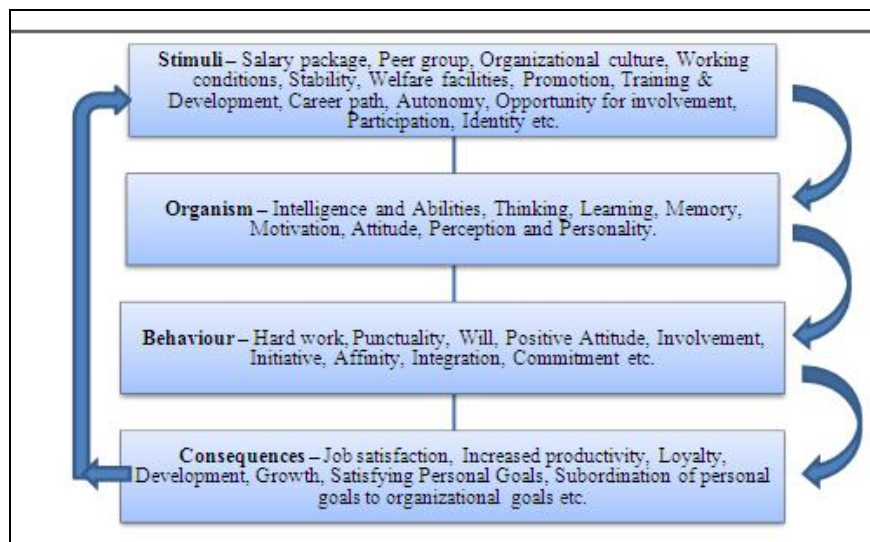 Stimuli – Salary package, Peer group, Organizational culture, Working
conditions, Stability, Welfare facilities, Promotion, Training &
Development, Career path, Autonomy, Opportunity for involvement,
Participation, Identity etc.
Organism – Intelligence and Abilities, Thinking, Learning, Memory,
Motivation, Attitude, Perception and Personality.
Behaviour – Hard work, Punctuality, Will, Positive Attitude, Involvement,
Initiative, Affinity, Integration, Commitment etc.
Consequences – Job satisfaction, Increased productivity, Loyalty,
Development, Growth, Satisfying Personal Goals, Subordination of personal
goals to organizational goals etc.